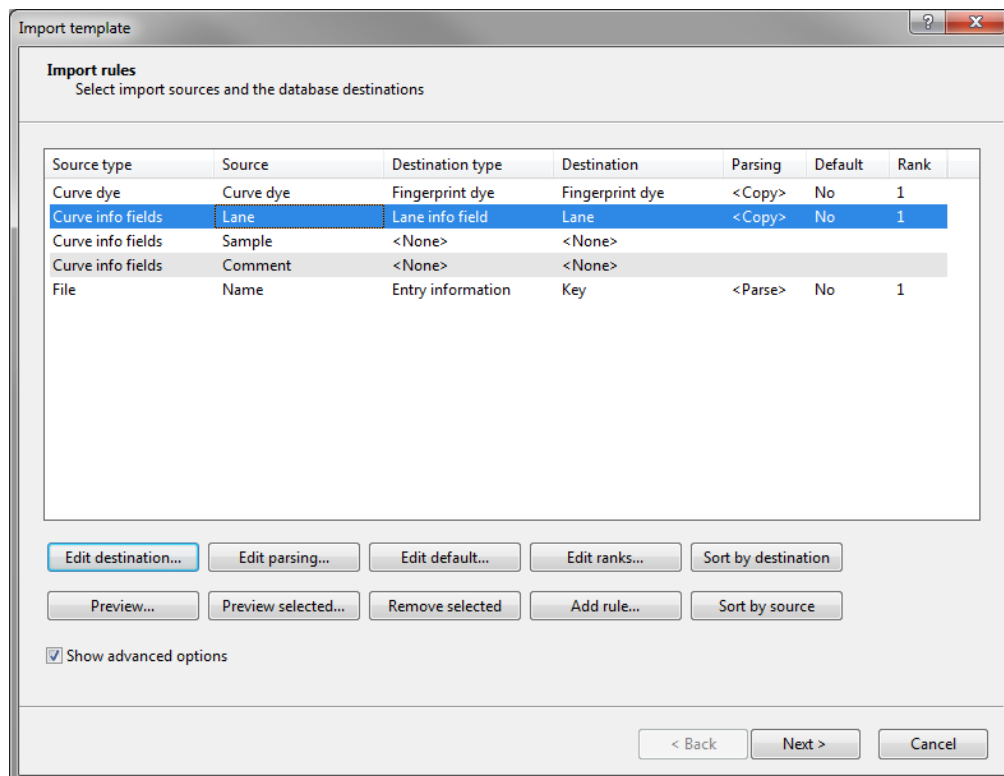 Import template
Import rules
Select import sources and the database destinations
Source type Source Destination type Destination Parsing Default Rank
Curve dye Curve dye Fingerprint dye Fingerprint dye <Copy> No 1
Curve info fields Lane Lane info field Lane <Copy> No 1
Curve info fields Sample <None> <None>
Curve info fields Comment <None> <None>
File Name Entry information Key <Parse> No 1
Edit destination... Edit parsing... Edit default... Edit ranks... Sort by destination
Preview... Preview selected... Remove selected Add rule... Sort by source
Show advanced options
< Back Next > Cancel